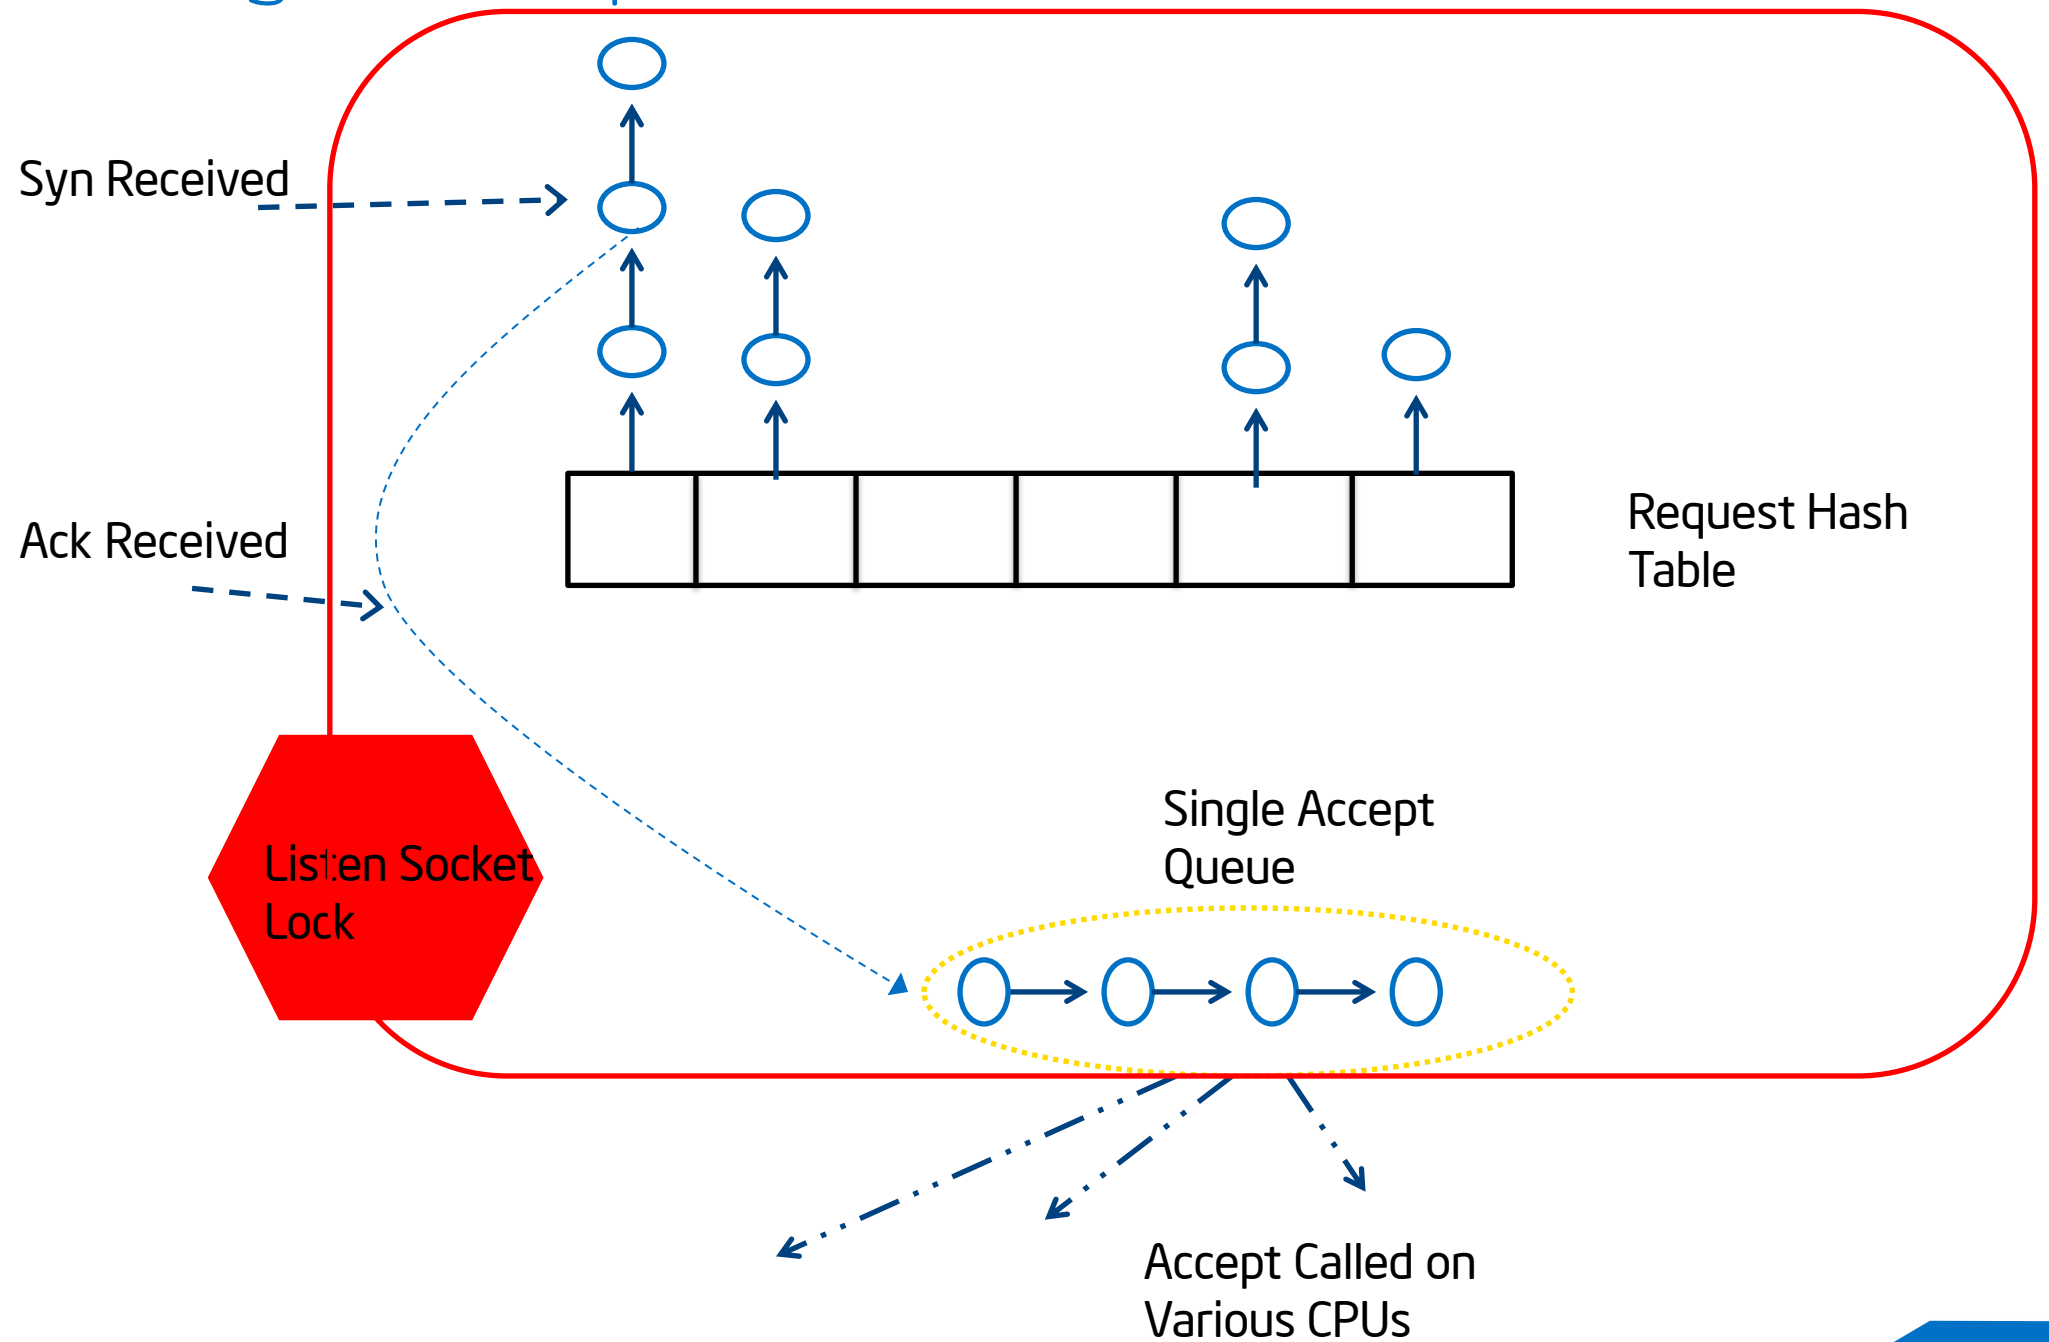 Syn Received
Ack Received
Request Hash
Table
Single Accept
Queue
Listen Socket
Lock
Accept Called on
Various CPUs